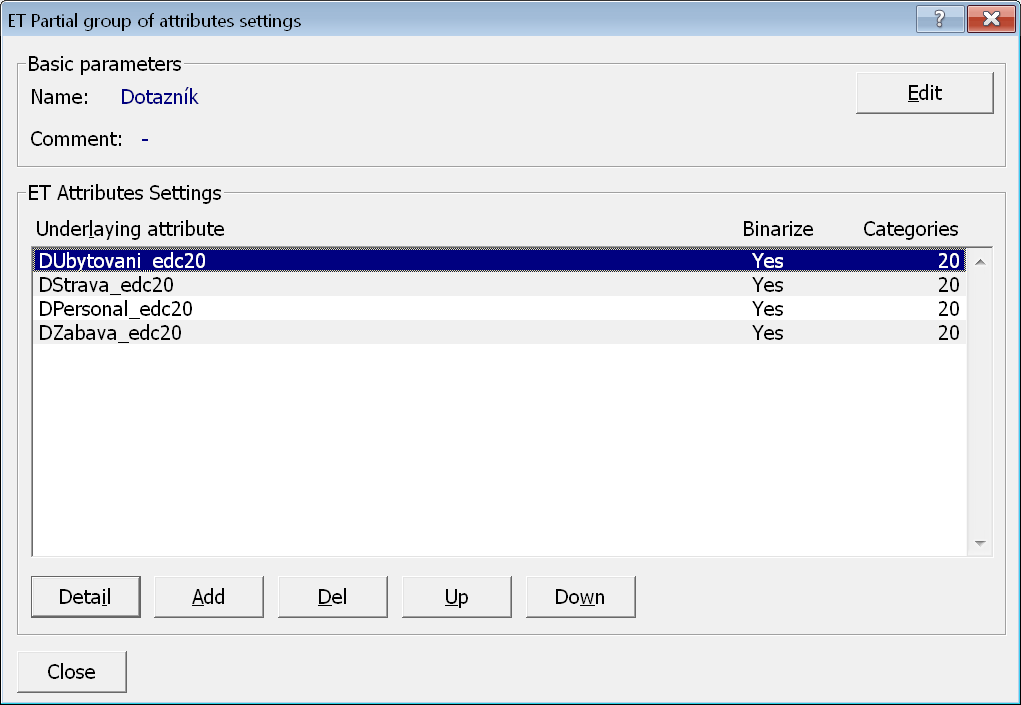 ET Partial group of attributes settings
?
Basic parameters
Name: Dotazník
Edit
Comment: -
ET Attributes Settings
Underlaying attribute Binarize Categories
DUbytovani_edc20 Yes 20
DStrava_edc20 Yes 20
DPersonal_edc20 Yes 20
DZabava_edc20 Yes 20
Detail Add Del Up Down
Close